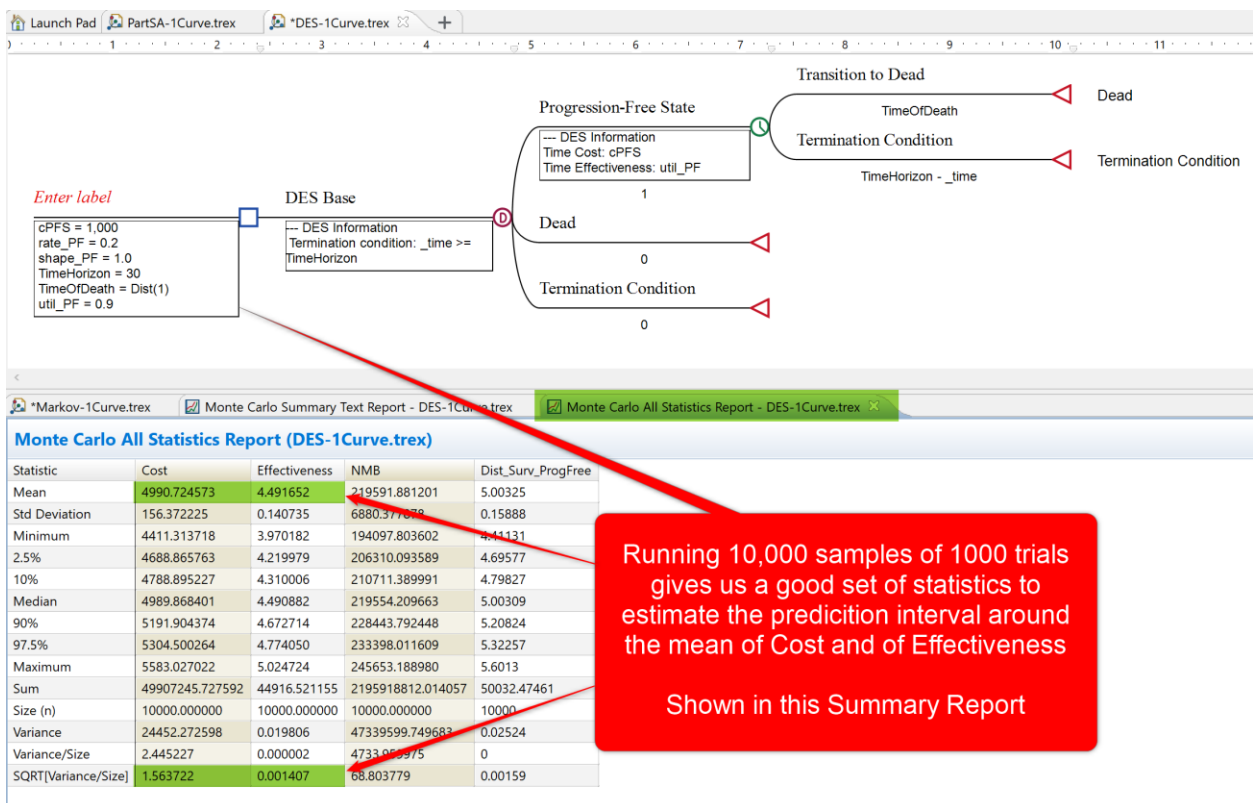 Launch Pad PartSA-1Curve.trex *DES-1Curve.trex
1 2 3 4 5 6 7 8 9 10 11
Transition to Dead
Dead
TimeOfDeath
Progression-Free State
Termination Condition
Termination Condition
TimeHorizon - _time
--- DES Information
Time Cost: cPFS
Time Effectiveness: util_PF
1
Enter label
DES Base
D
Dead
0
cPFS = 1,000
rate_PF = 0.2
shape_PF = 1.0
TimeHorizon = 30
TimeOfDeath = Dist(1)
util_PF = 0.9
--- DES Information
Termination condition: _time >=
TimeHorizon
Termination Condition
0
*Markov-1Curve.trex Monte Carlo Summary Text Report - DES-1Curve.trex Monte Carlo All Statistics Report - DES-1Curve.trex
Monte Carlo All Statistics Report (DES-1Curve.trex)
Statistic Cost Effectiveness NMB Dist_Surv_ProgFree
Mean 4990.724573 4.491652 219591.881201 5.00325
Std Deviation 156.372225 0.140735 0.15888
Minimum 4411.313718 3.970182 194097.803602
2.5% 4688.865763 4.219979 206310.093589 4.69577
10% 4788.895227 4.310006 210711.389991 4.79827
Median 4989.868401 4.490882 219554.209663 5.00309
90% 5191.904374 4.672714 228443.792448 5.20824
97.5% 5304.500264 4.774050 233398.011609 5.32257
Maximum 5583.027022 5.024724 245653.188980 5.6013
Sum 49907245.727592 44916.521155 2195918812.014057 50032.47461
Size (n) 10000.000000 10000.000000 10000.000000 10000
Variance 24452.272598 0.019806 47339599.749683 0.02524
Variance/Size 2.445227 0.000002 0
SQRT[Variance/Size] 1.563722 0.001407 68.803779 0.00159
Running 10,000 samples of 1000 trials
gives us a good set of statistics to
estimate the predicition interval around
the mean of Cost and of Effectiveness
Shown in this Summary Report